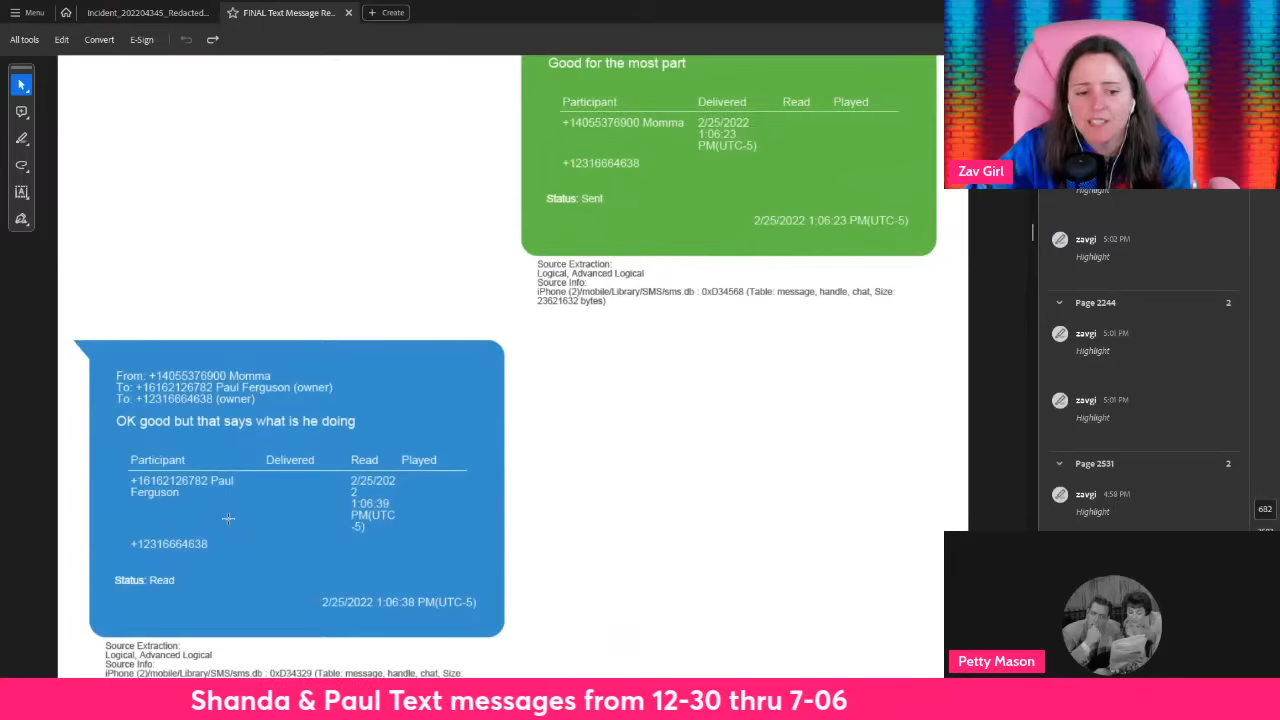 Menu
Incident_202204345_Redacted...
FINAL Text Message Re...
Create
All tools
Edit
Convert
E-Sign
Good for the most part
Participant Delivered Read Played
+14055376900 Momma 2/25/2022
1:06:23
PM(UTC-5)
+12316664638
Status: Sent
2/25/2022 1:06:23 PM(UTC-5)
Source Extraction:
Logical, Advanced Logical
Source Info:
iPhone (2)/mobile/Library/SMS/sms.db : 0xD34568 (Table: message, handle, chat, Size:
23621632 bytes)
From: +14055376900 Momma
To: +16162126782 Paul Ferguson (owner)
To: +12316664638 (owner)
OK good but that says what is he doing
Participant Delivered Read Played
+16162126782 Paul 2/25/202
Ferguson 2
1:06:39
PM(UTC
-5)
+12316664638
Status: Read
2/25/2022 1:06:38 PM(UTC-5)
Source Extraction:
Logical, Advanced Logical
Source Info:
iPhone (2)/mobile/Library/SMS/sms.db : 0xD34329 (Table: message, handle, chat, Size:
Zav Girl
Highlight
zavgi 5:02 PM
Highlight
Page 2244 2
zavgi 5:01 PM
Highlight
zavgi 5:01 PM
Highlight
Page 2531 2
zavgi 4:58 PM
Highlight
682
Petty Mason
Shanda & Paul Text messages from 12-30 thru 7-06